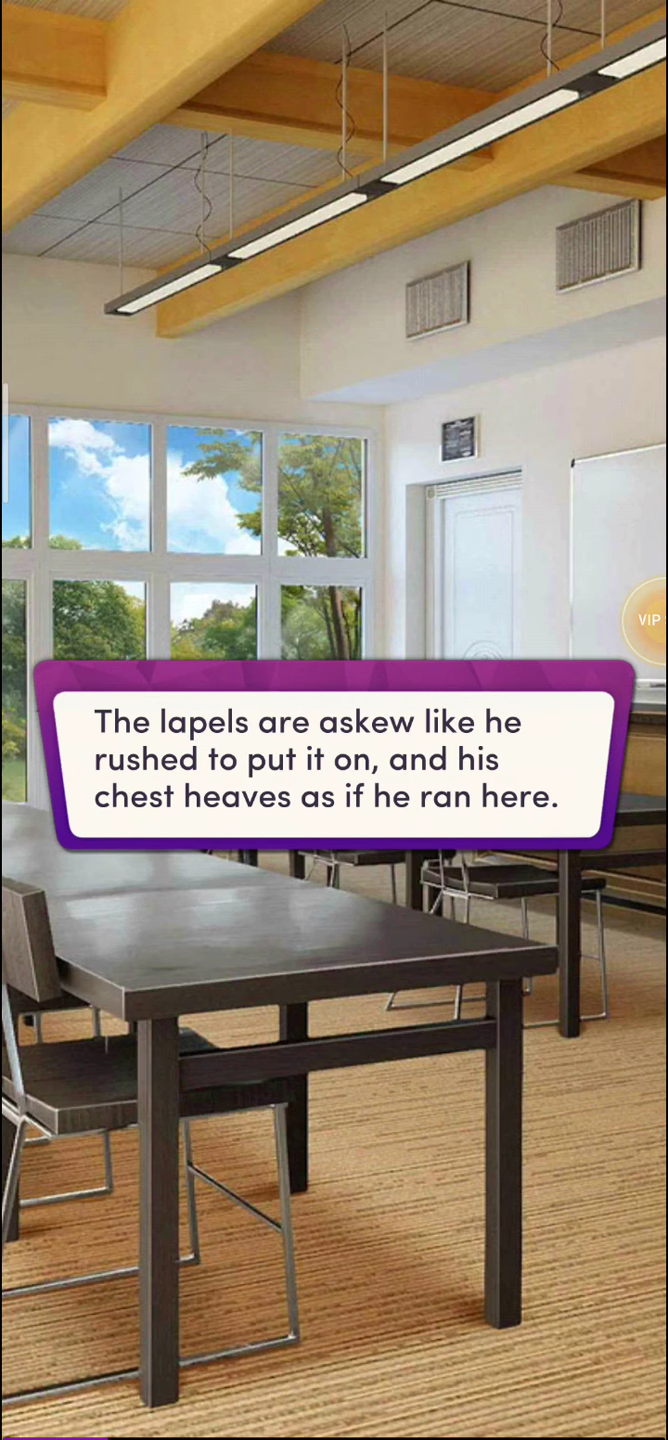 VIP
The lapels are askew like he
rushed to put it on, and his
chest heaves as if he ran here.